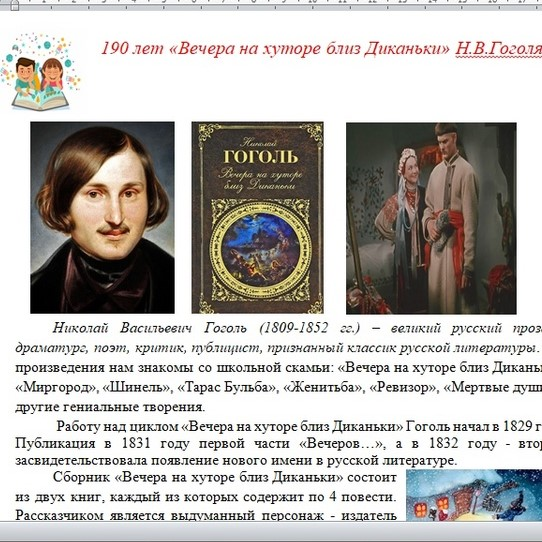 190 лет «Вечера на хуторе близ Диканьки» Н.В.Гоголя
Николай
ГОГОЛЬ
Вечера на хуторе
близ Диканьки
Николай Васильевич Гоголь (1809-1852 гг.) – великий русский
драматург, поэт, критик, публицист, признанный классик русской литературы.
произведения нам знакомы со школьной скамьи: «Вечера на хуторе близ
«Миргород», «Шинель», «Тарас Бульба», «Женитьба», «Ревизор», «Мертвые
другие гениальные творения.
Работу над циклом «Вечера на хуторе близ Диканьки» Гоголь начал в 1829
Публикация в 1831 году первой части «Вечеров…», а в 1832 году -
засвидетельствовала появление нового имени в русской литературе.
Сборник «Вечера на хуторе близ Диканьки» состоит
из двух книг, каждый из которых содержит по 4 повести.
Рассказчиком является выдуманный персонаж - издатель